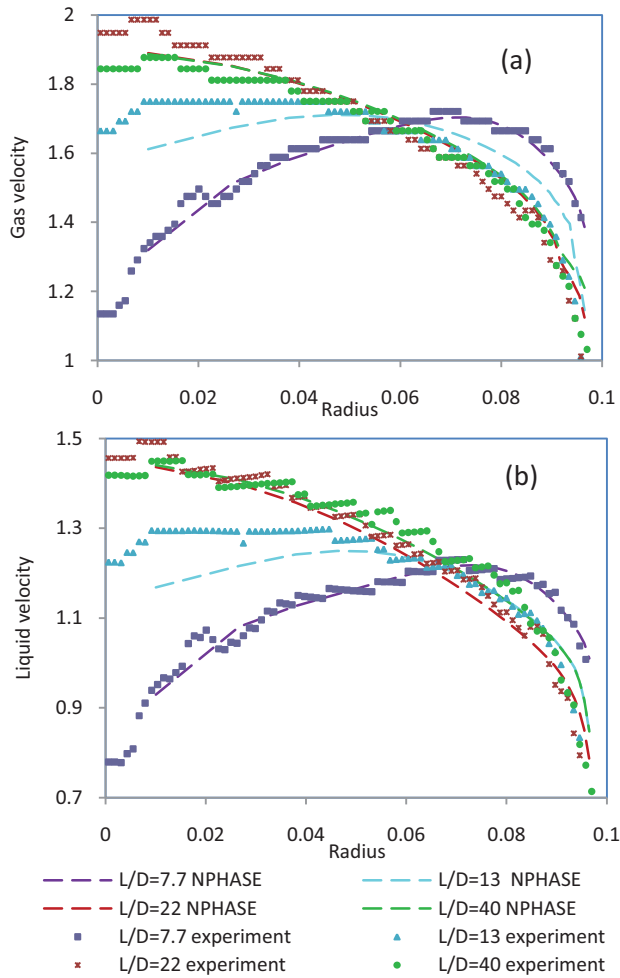 (a)
Gas velocity
2
1.8
1.6
1.4
1.2
1
0
0.02
0.04
0.06
0.08
0.1
Radius
(b)
Liquid velocity
1.5
1.3
1.1
0.9
0.7
0
0.02
0.04
0.06
0.08
0.1
Radius
L/D=7.7 NPHASE
L/D=13 NPHASE
L/D=22 NPHASE
L/D=40 NPHASE
L/D=7.7 experiment
L/D=13 experiment
L/D=22 experiment
L/D=40 experiment